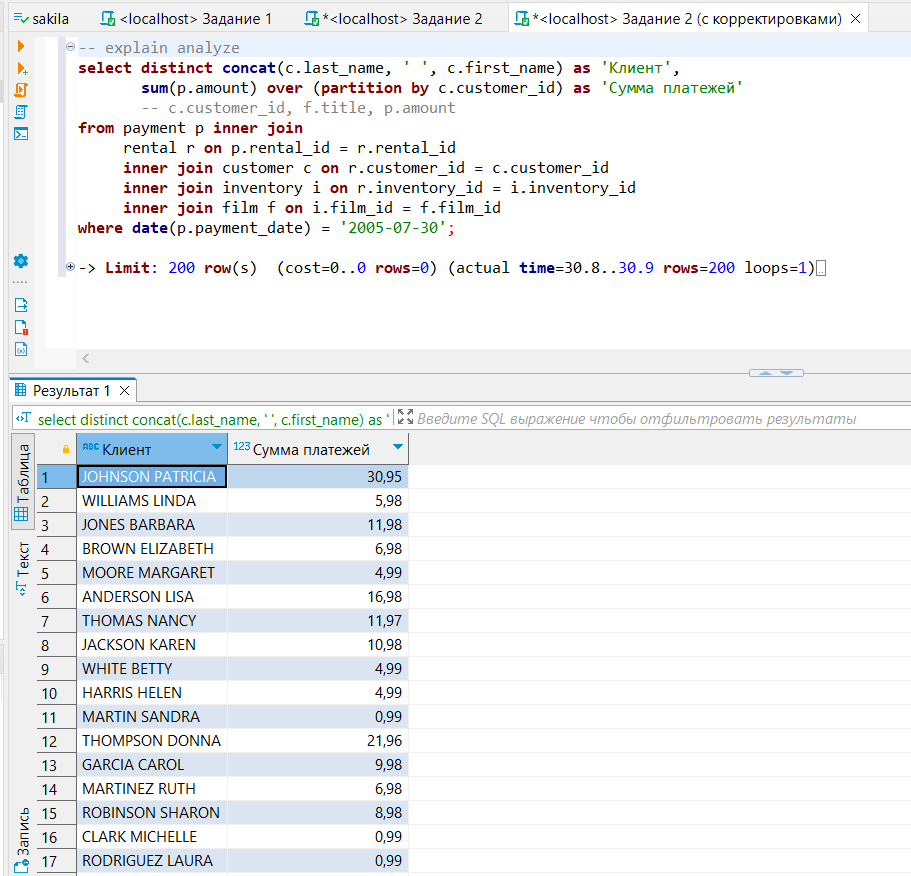 sakila <localhost> Задание 1 *<localhost> Задание 2 *<localhost> Задание 2 (с корректировками)
-- explain analyze
select distinct concat(c.last_name, ' ', c.first_name) as 'Клиент',
sum(p.amount) over (partition by c.customer_id) as 'Сумма платежей'
-- c.customer_id, f.title, p.amount
from payment p inner join
rental r on p.rental_id = r.rental_id
inner join customer c on r.customer_id = c.customer_id
inner join inventory i on r.inventory_id = i.inventory_id
inner join film f on i.film_id = f.film_id
where date(p.payment_date) = '2005-07-30';
-> Limit: 200 row(s) (cost=0..0 rows=0) (actual time=30.8..30.9 rows=200 loops=1)
Результат 1
select distinct concat(c.last_name, ' ', c.first_name) as ' Введите SQL выражение чтобы отфильтровать результаты
Таблица
Текст
Запись
ABC Клиент 123 Сумма платежей
1 JOHNSON PATRICIA 30,95
2 WILLIAMS LINDA 5,98
3 JONES BARBARA 11,98
4 BROWN ELIZABETH 6,98
5 MOORE MARGARET 4,99
6 ANDERSON LISA 16,98
7 THOMAS NANCY 11,97
8 JACKSON KAREN 10,98
9 WHITE BETTY 4,99
10 HARRIS HELEN 4,99
11 MARTIN SANDRA 0,99
12 THOMPSON DONNA 21,96
13 GARCIA CAROL 9,98
14 MARTINEZ RUTH 6,98
15 ROBINSON SHARON 8,98
16 CLARK MICHELLE 0,99
17 RODRIGUEZ LAURA 0,99